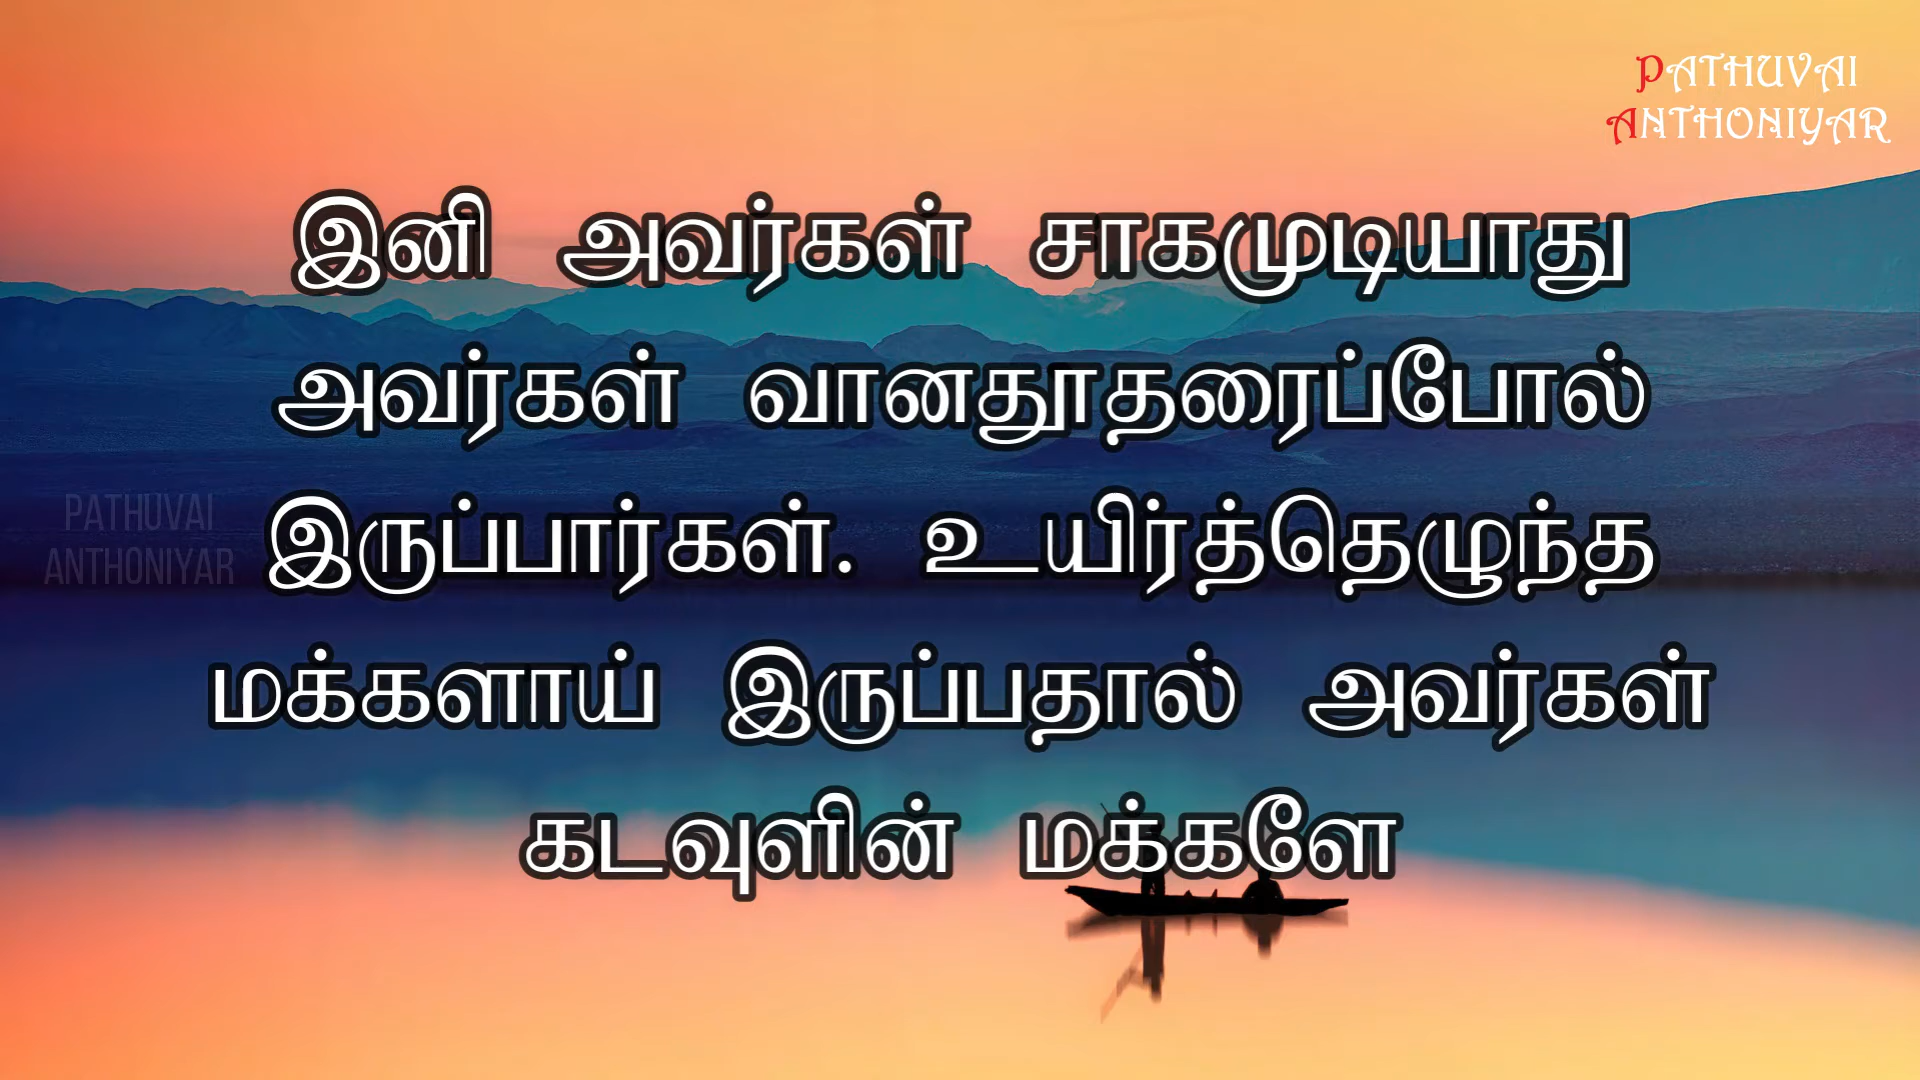 PATHUVAI
ANTHONIYAR
இனி அவர்கள் சாகமுடியாது
அவர்கள் வானதூதரைப்போல்
இருப்பார்கள். உயிர்த்தெழுந்த
மக்களாய் இருப்பதால் அவர்கள்
கடவுளின் மக்களே
PATHUVAI
ANTHONIYAR